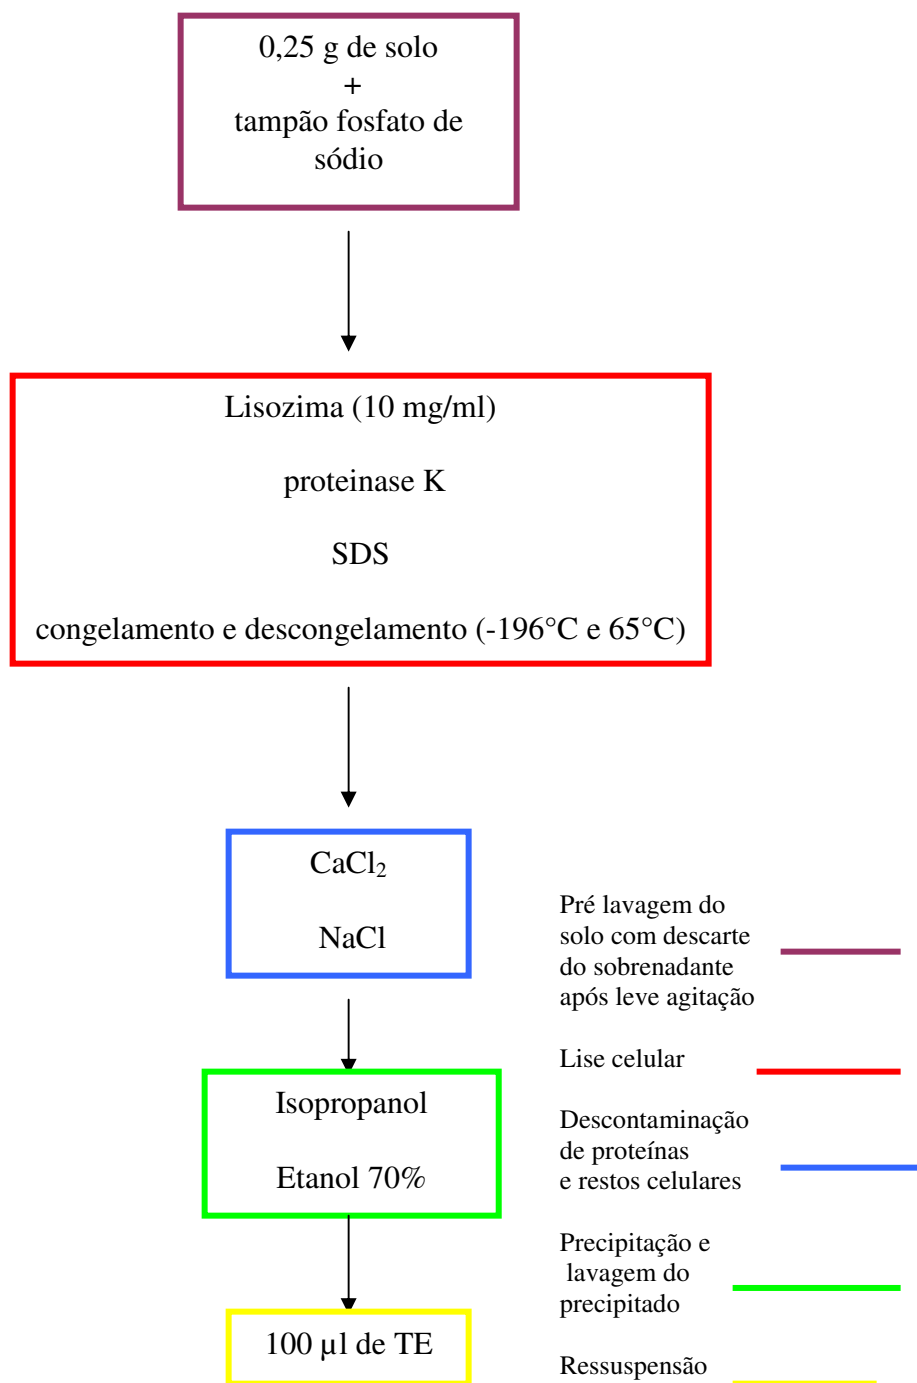 0,25 g de solo
+
tampão fosfato de
sódio
Lisozima (10 mg/ml)
proteinase K
SDS
congelamento e descongelamento (-196°C e 65°C)
CaCl₂
NaCl
Isopropanol
Etanol 70%
100 µl de TE
Pré lavagem do
solo com descarte
do sobrenadante
após leve agitação
Lise celular
Descontaminação
de proteínas
e restos celulares
Precipitação e
lavagem do
precipitado
Ressuspensão